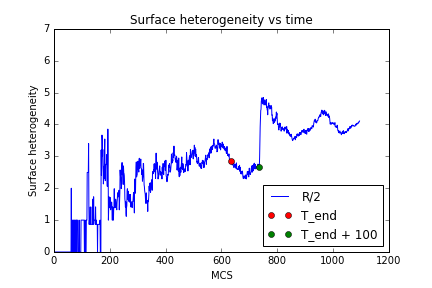 Surface heterogeneity vs time
7
6
5
4
3
2
1
0
Surface heterogeneity
0 200 400 600 800 1000 1200
MCS
R/2
T_end
T_end + 100